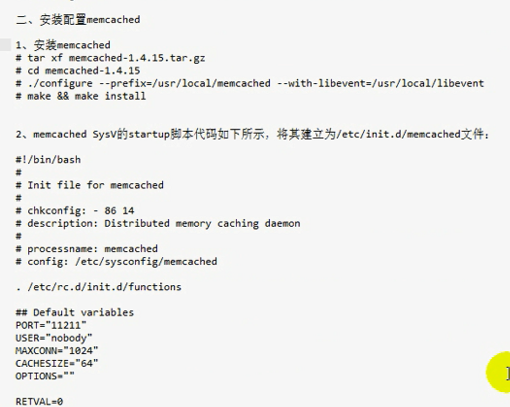 二、安装配置memcached
1、安装memcached
# tar xf memcached-1.4.15.tar.gz
# cd memcached-1.4.15
# ./configure --prefix=/usr/local/memcached --with-libevent=/usr/local/libevent
# make && make install
2、memcached SysV的startup脚本代码如下所示，将其建立为/etc/init.d/memcached文件：
#!/bin/bash
#
# Init file for memcached
#
# chkconfig: - 86 14
# description: Distributed memory caching daemon
#
# processname: memcached
# config: /etc/sysconfig/memcached
. /etc/rc.d/init.d/functions
## Default variables
PORT="11211"
USER="nobody"
MAXCONN="1024"
CACHESIZE="64"
OPTIONS=""
RETVAL=0